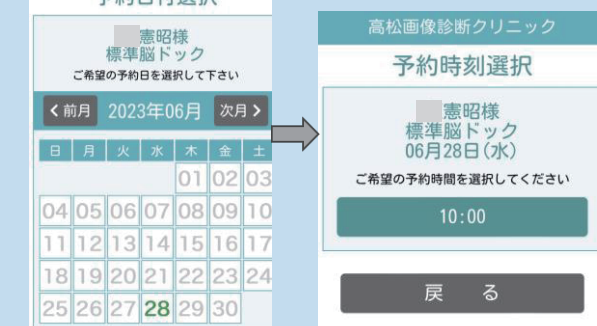 予約日付選択
憲昭様
標準脳ドック
ご希望の予約日を選択して下さい
<前月 2023年06月 次月>
日 月 火 水 木 金 土
01 02 03
04 05 06 07 08 09 10
11 12 13 14 15 16 17
18 19 20 21 22 23 24
25 26 27 28 29 30
高松画像診断クリニック
予約時刻選択
憲昭様
標準脳ドック
06月28日(水)
ご希望の予約時間を選択してください
10:00
戻 る